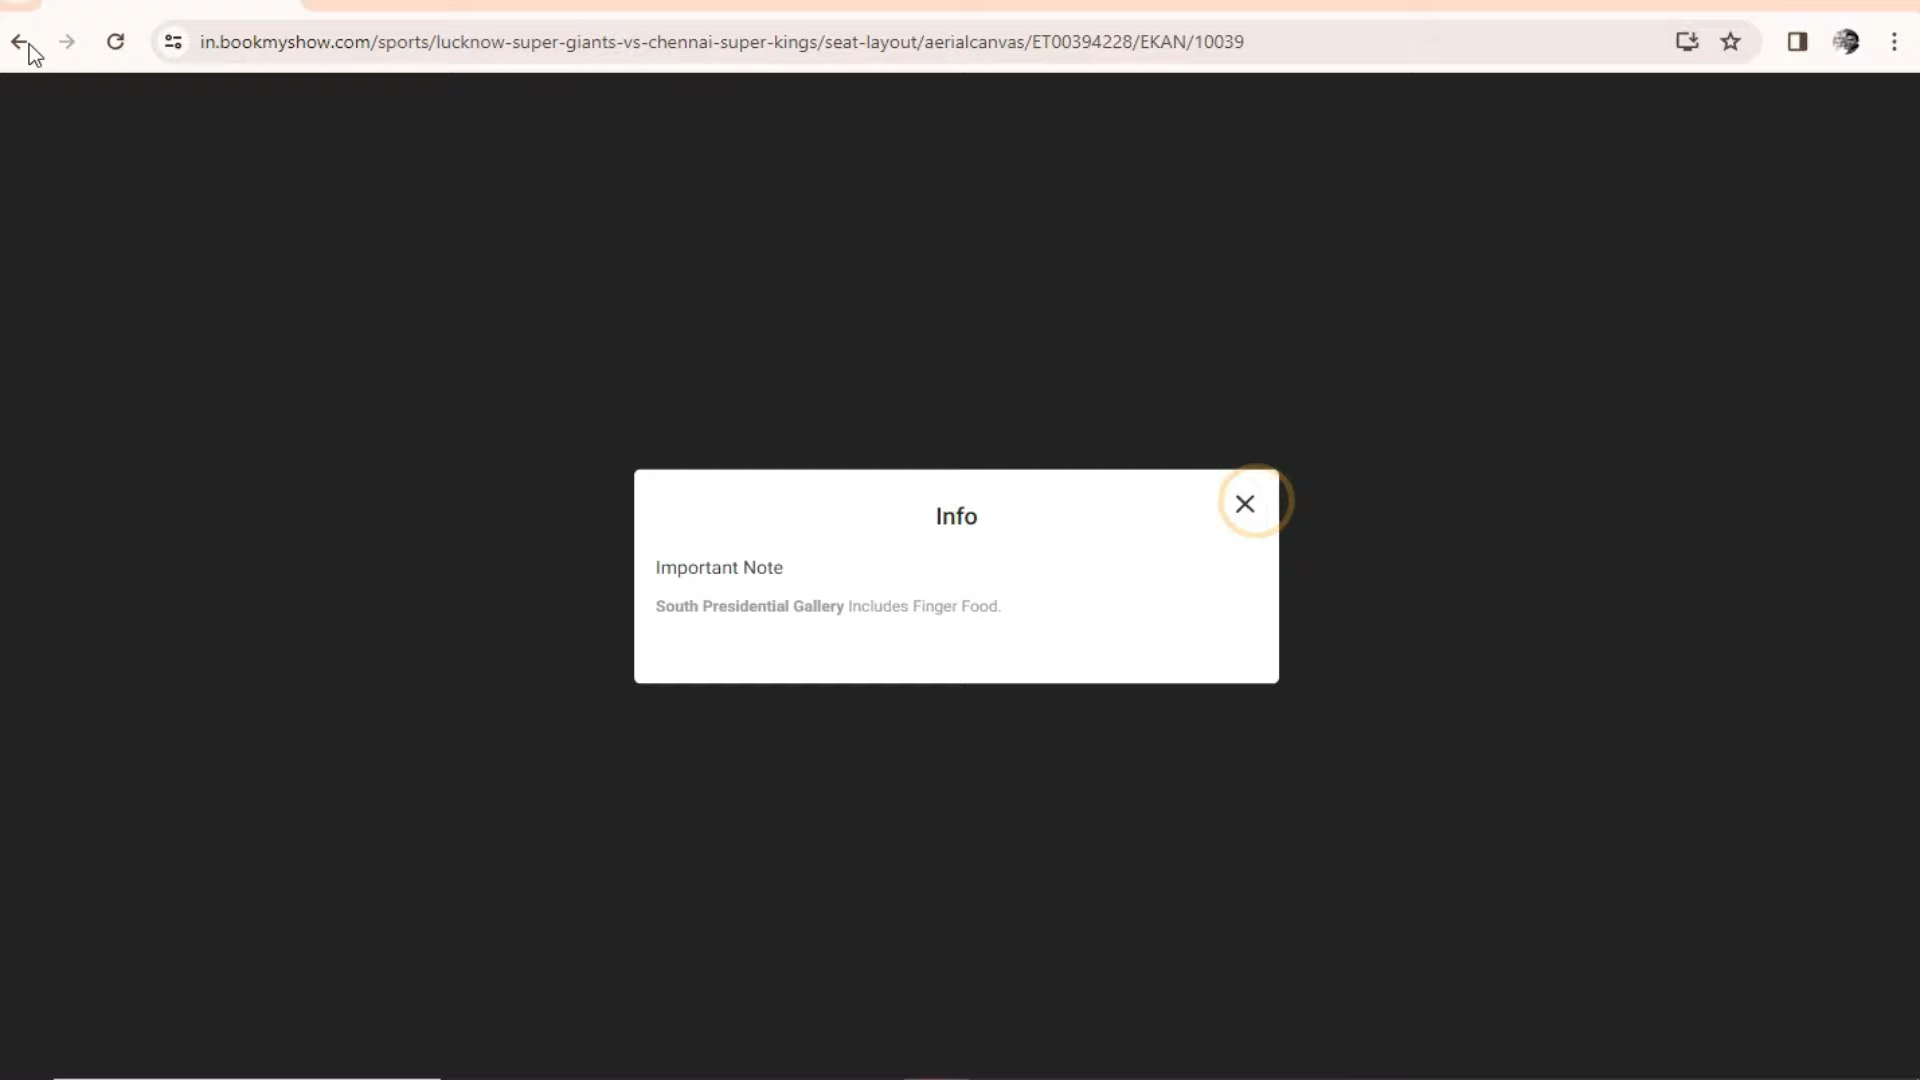 in.bookmyshow.com/sports/lucknow-super-giants-vs-chennai-super-kings/seat-layout/aerialcanvas/ET00394228/EKAN/10039
Info
Important Note
South Presidential Gallery Includes Finger Food.